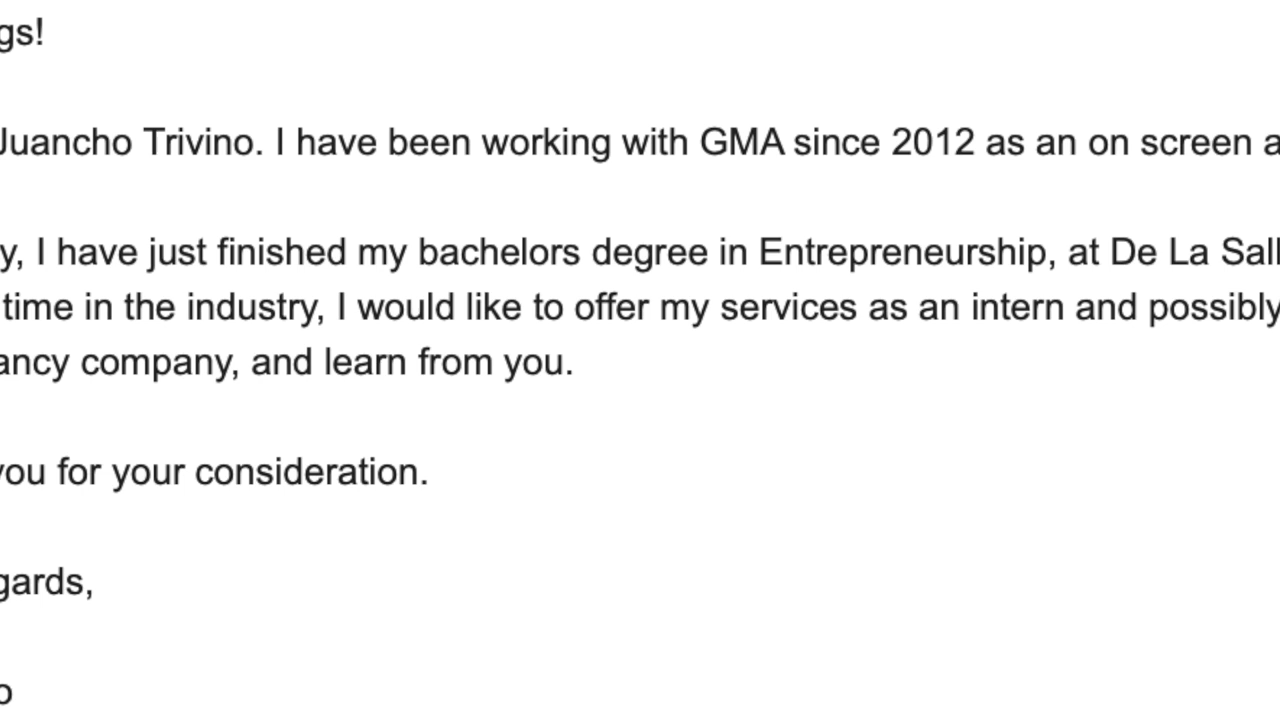 gs!
Juancho Trivino. I have been working with GMA since 2012 as an on screen a
y, I have just finished my bachelors degree in Entrepreneurship, at De La Sall
time in the industry, I would like to offer my services as an intern and possibly
ancy company, and learn from you.
you for your consideration.
gards,
o